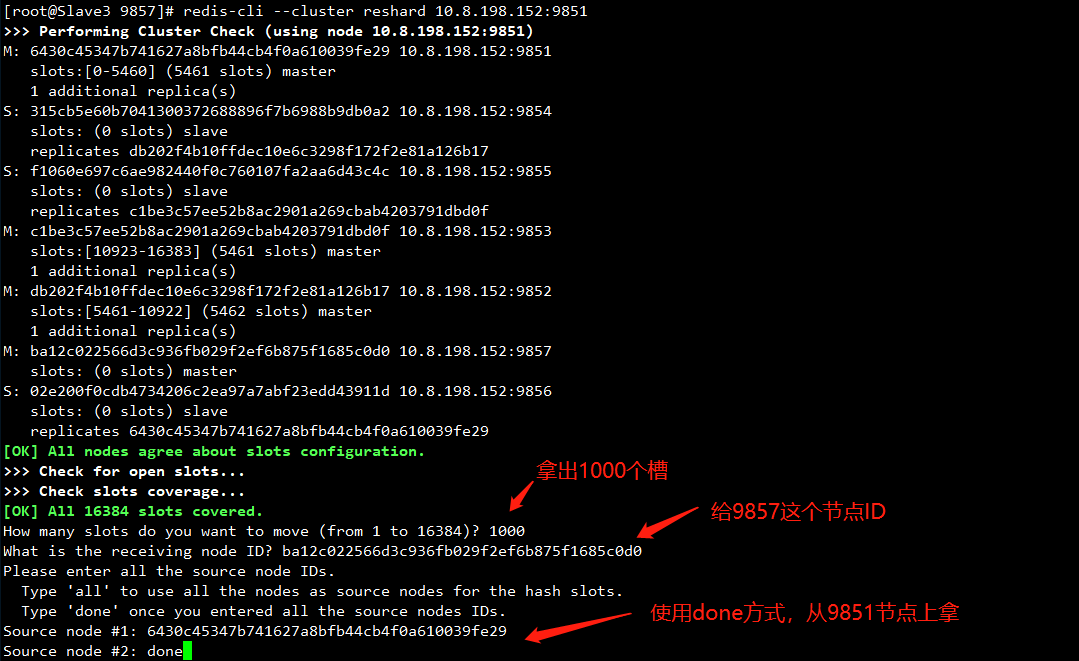 [root@Slave3 9857]# redis-cli --cluster reshard 10.8.198.152:9851
>>> Performing Cluster Check (using node 10.8.198.152:9851)
M: 6430c45347b741627a8bfb44cb4f0a610039fe29 10.8.198.152:9851
   slots:[0-5460] (5461 slots) master
   1 additional replica(s)
S: 315cb5e60b7041300372688896f7b6988b9db0a2 10.8.198.152:9854
   slots: (0 slots) slave
   replicates db202f4b10ffdec10e6c3298f172f2e81a126b17
S: f1060e697c6ae982440f0c760107fa2aa6d43c4c 10.8.198.152:9855
   slots: (0 slots) slave
   replicates c1be3c57ee52b8ac2901a269cbab4203791dbd0f
M: c1be3c57ee52b8ac2901a269cbab4203791dbd0f 10.8.198.152:9853
   slots:[10923-16383] (5461 slots) master
   1 additional replica(s)
M: db202f4b10ffdec10e6c3298f172f2e81a126b17 10.8.198.152:9852
   slots:[5461-10922] (5462 slots) master
   1 additional replica(s)
M: ba12c022566d3c936fb029f2ef6b875f1685c0d0 10.8.198.152:9857
   slots: (0 slots) master
S: 02e200f0cdb4734206c2ea97a7abf23edd43911d 10.8.198.152:9856
   slots: (0 slots) slave
   replicates 6430c45347b741627a8bfb44cb4f0a610039fe29
[OK] All nodes agree about slots configuration.
>>> Check for open slots...
拿出1000个槽
>>> Check slots coverage...
[OK] All 16384 slots covered.
给9857这个节点ID
How many slots do you want to move (from 1 to 16384)? 1000
What is the receiving node ID? ba12c022566d3c936fb029f2ef6b875f1685c0d0
Please enter all the source node IDs.
  Type 'all' to use all the nodes as source nodes for the hash slots.
  Type 'done' once you entered all the source nodes IDs.
使用done方式，从9851节点上拿
Source node #1: 6430c45347b741627a8bfb44cb4f0a610039fe29
Source node #2: done